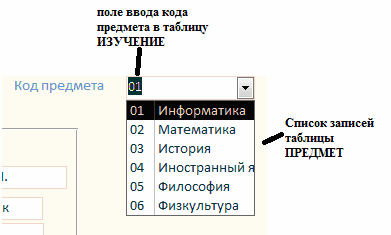 поле ввода кода
предмета в таблицу
ИЗУЧЕНИЕ
Код предмета 01
01 Информатика
02 Математика
03 История
04 Иностранный я
05 Философия
06 Физкультура
Список записей
таблицы
ПРЕДМЕТ
І.
к